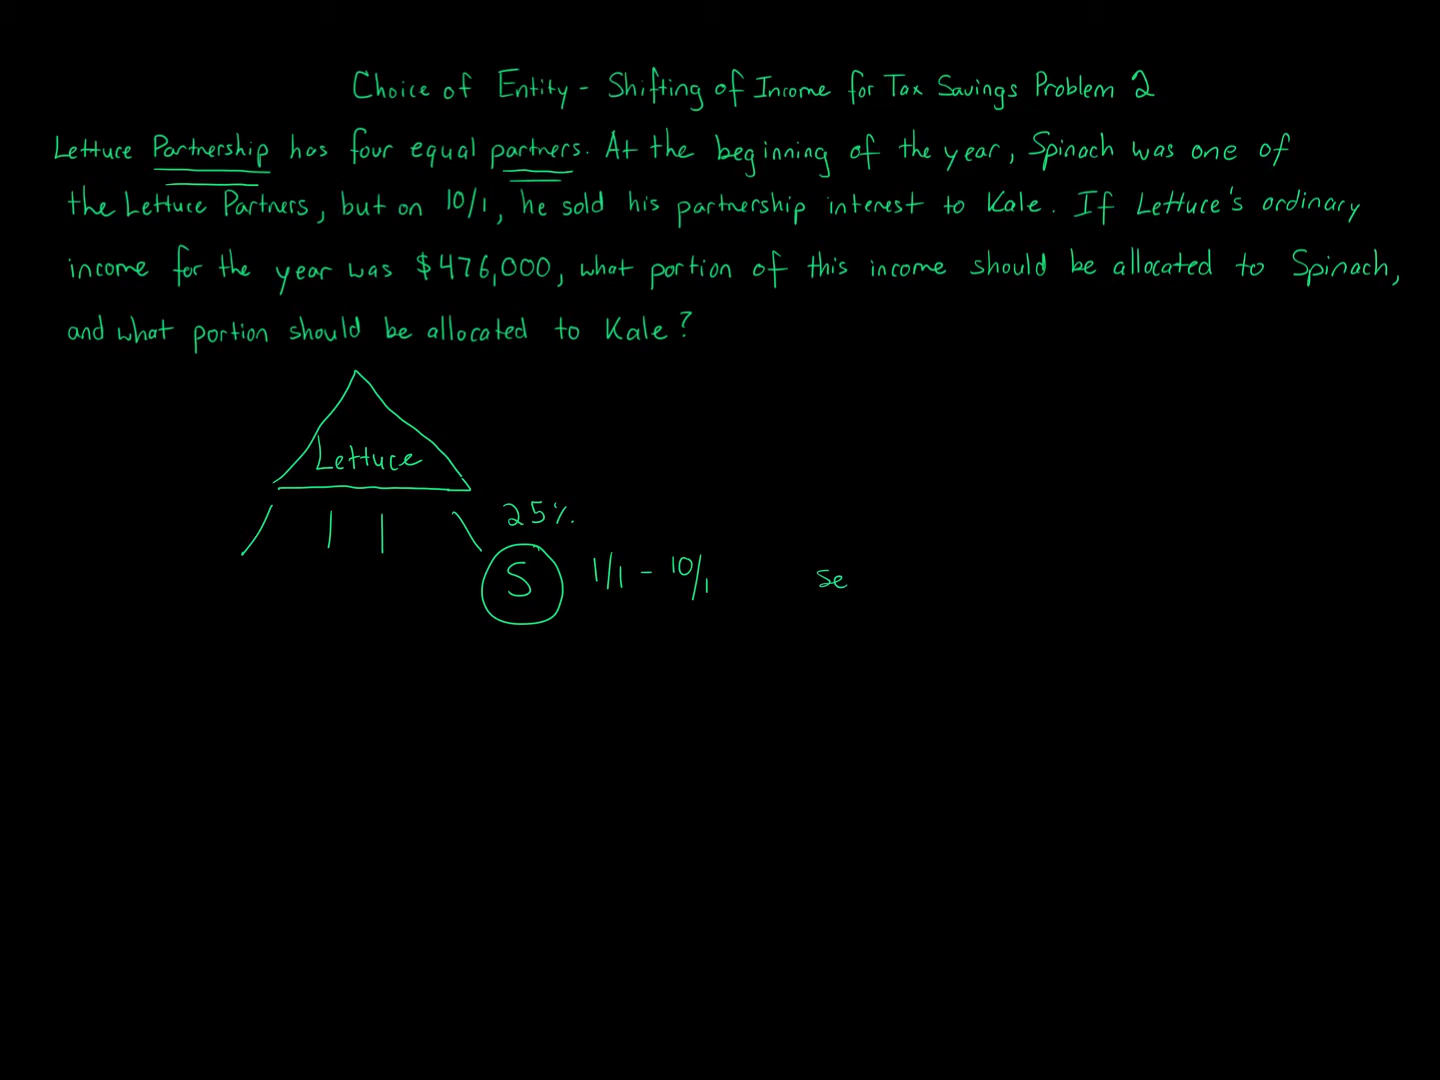 Choice of Entity - Shifting of Income for Tax Savings Problem 2
Lettuce Partnership has four equal partners. At the beginning of the year, Spinach was one of
the Lettuce Partners, but on 10/1, he sold his partnership interest to Kale. If Lettuce's ordinary
income for the year was $476,000, what portion of this income should be allocated to Spinach,
and what portion should be allocated to Kale?
Lettuce
25%
S 1/1 - 10/1 Se